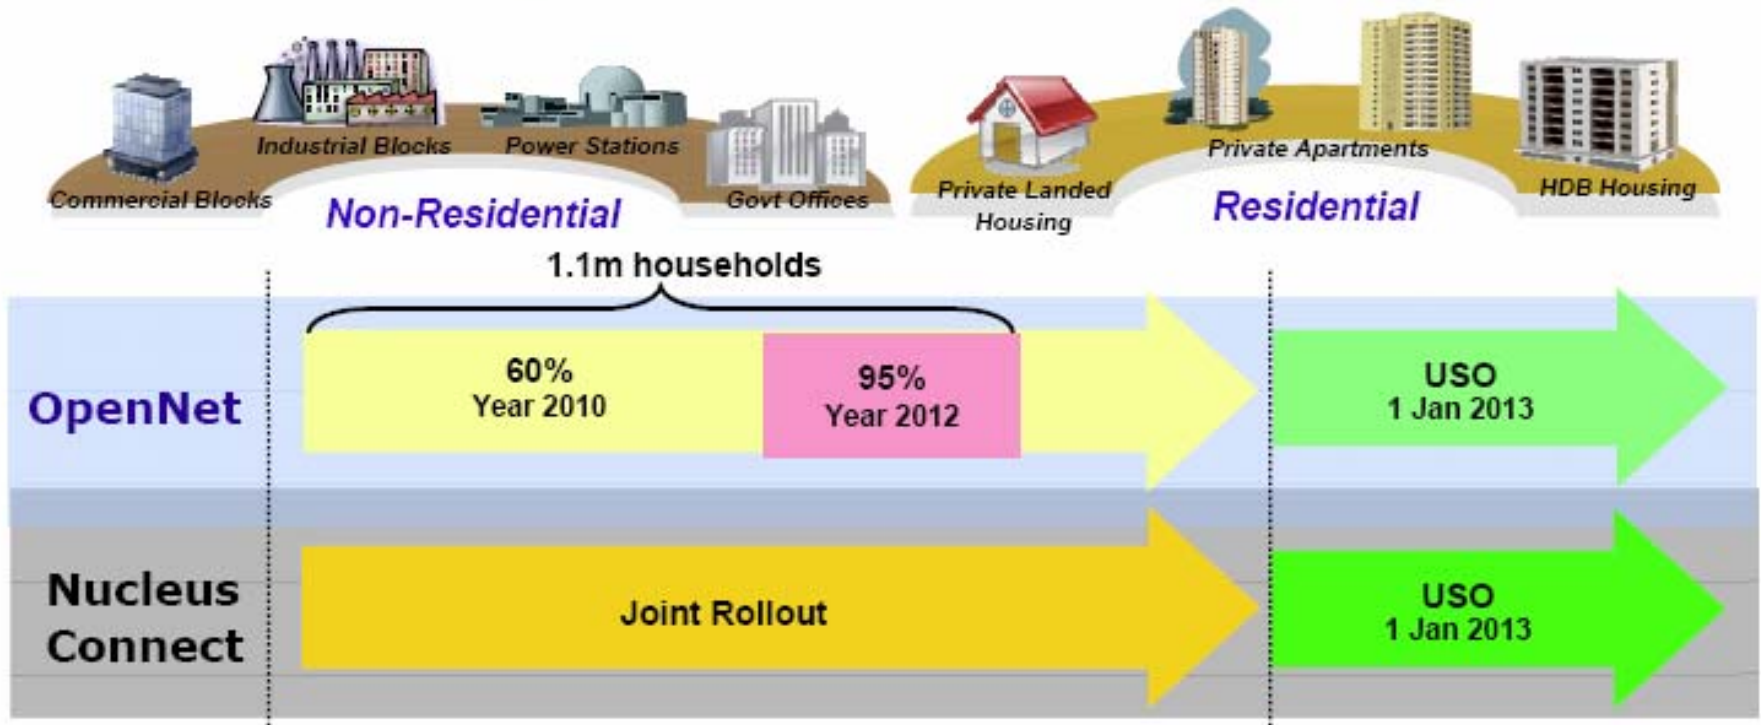 Industrial Blocks
Power Stations
Commercial Blocks
Govt Offices
Non-Residential
Private Apartments
Private Landed
Housing
HDB Housing
Residential
1.1m households
OpenNet
60%
Year 2010
95%
Year 2012
USO
1 Jan 2013
Nucleus
Connect
Joint Rollout
USO
1 Jan 2013